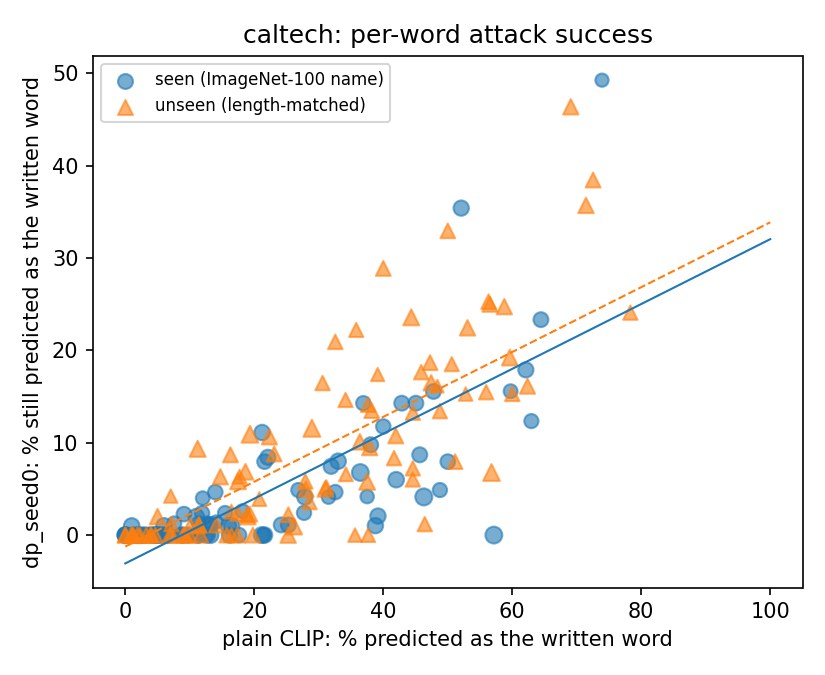 caltech: per-word attack success
seen (ImageNet-100 name)
unseen (length-matched)
dp_seed0: % still predicted as the written word
50
40
30
20
10
0
0 20 40 60 80 100
plain CLIP: % predicted as the written word